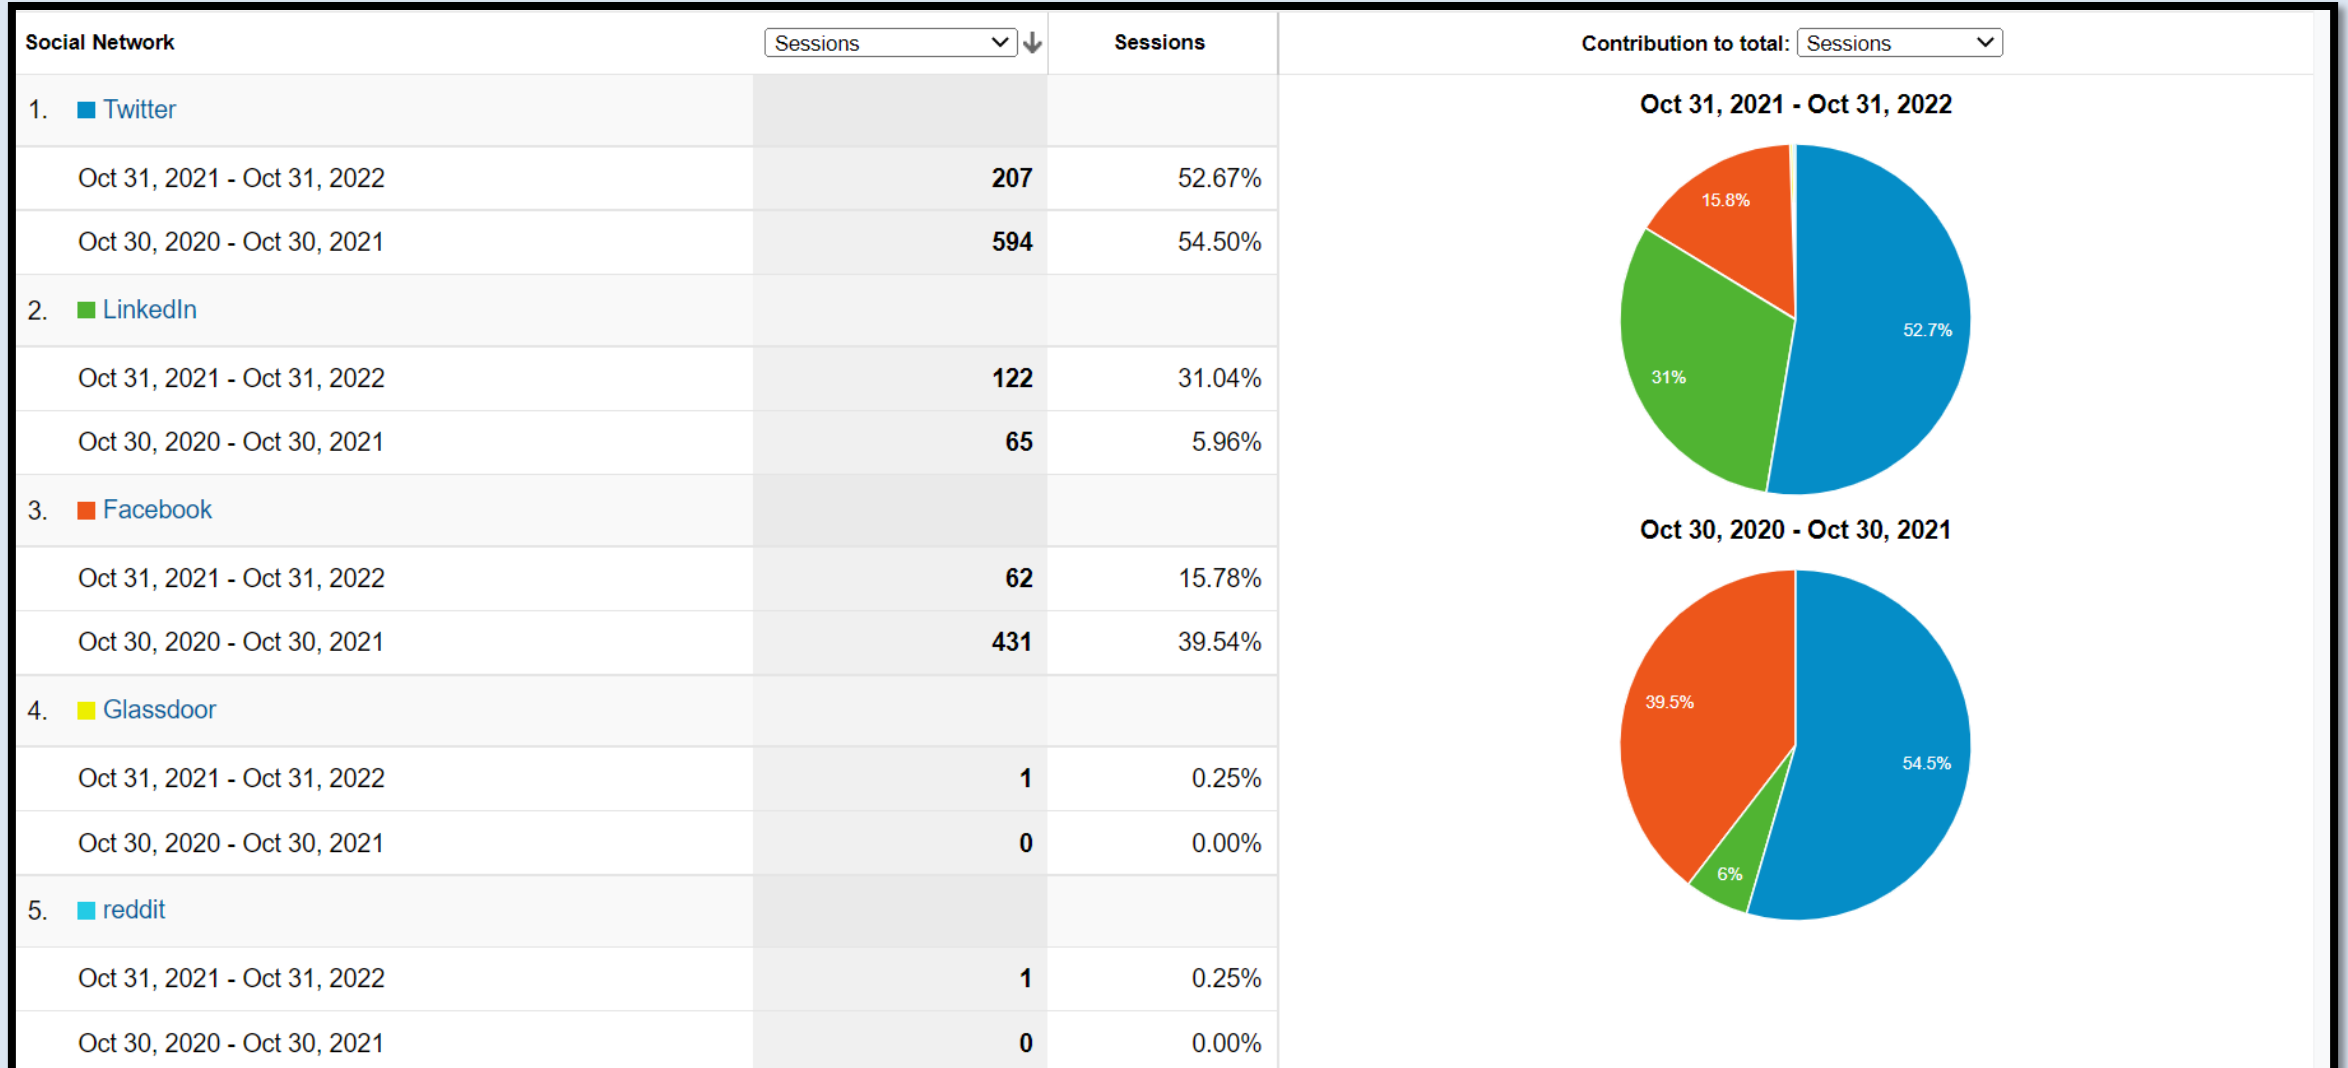 Social Network Sessions Sessions Contribution to total: Sessions
1. Twitter
Oct 31, 2021 - Oct 31, 2022 207 52.67%
Oct 30, 2020 - Oct 30, 2021 594 54.50%
2. LinkedIn
Oct 31, 2021 - Oct 31, 2022 122 31.04%
Oct 30, 2020 - Oct 30, 2021 65 5.96%
3. Facebook
Oct 31, 2021 - Oct 31, 2022 62 15.78%
Oct 30, 2020 - Oct 30, 2021 431 39.54%
4. Glassdoor
Oct 31, 2021 - Oct 31, 2022 1 0.25%
Oct 30, 2020 - Oct 30, 2021 0 0.00%
5. reddit
Oct 31, 2021 - Oct 31, 2022 1 0.25%
Oct 30, 2020 - Oct 30, 2021 0 0.00%
Oct 31, 2021 - Oct 31, 2022
15.8%
52.7%
31%
Oct 30, 2020 - Oct 30, 2021
39.5%
54.5%
6%